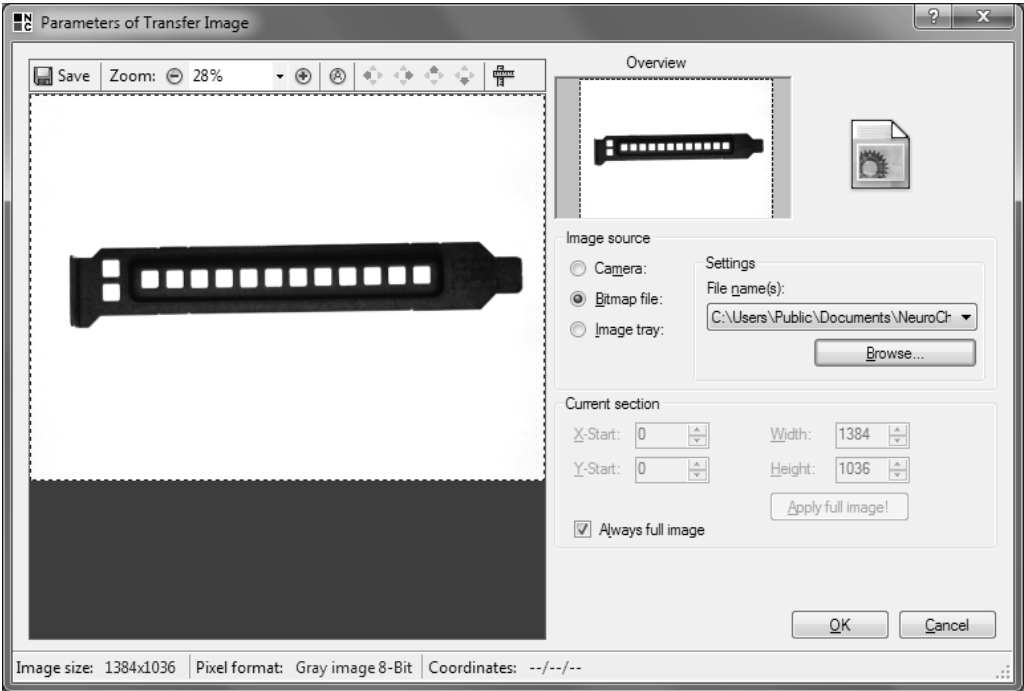 NC Parameters of Transfer Image
? X
Save Zoom: 28% A
Overview
Image source
Camera:
Bitmap file:
Image tray:
Settings
File name(s):
C:\Users\Public\Documents\NeuroCh
Browse...
Current section
X-Start: 0 Width: 1384
Y-Start: 0 Height: 1036
Apply full image!
Always full image
OK Cancel
Image size: 1384x1036 Pixel format: Gray image 8-Bit Coordinates: --/--/--